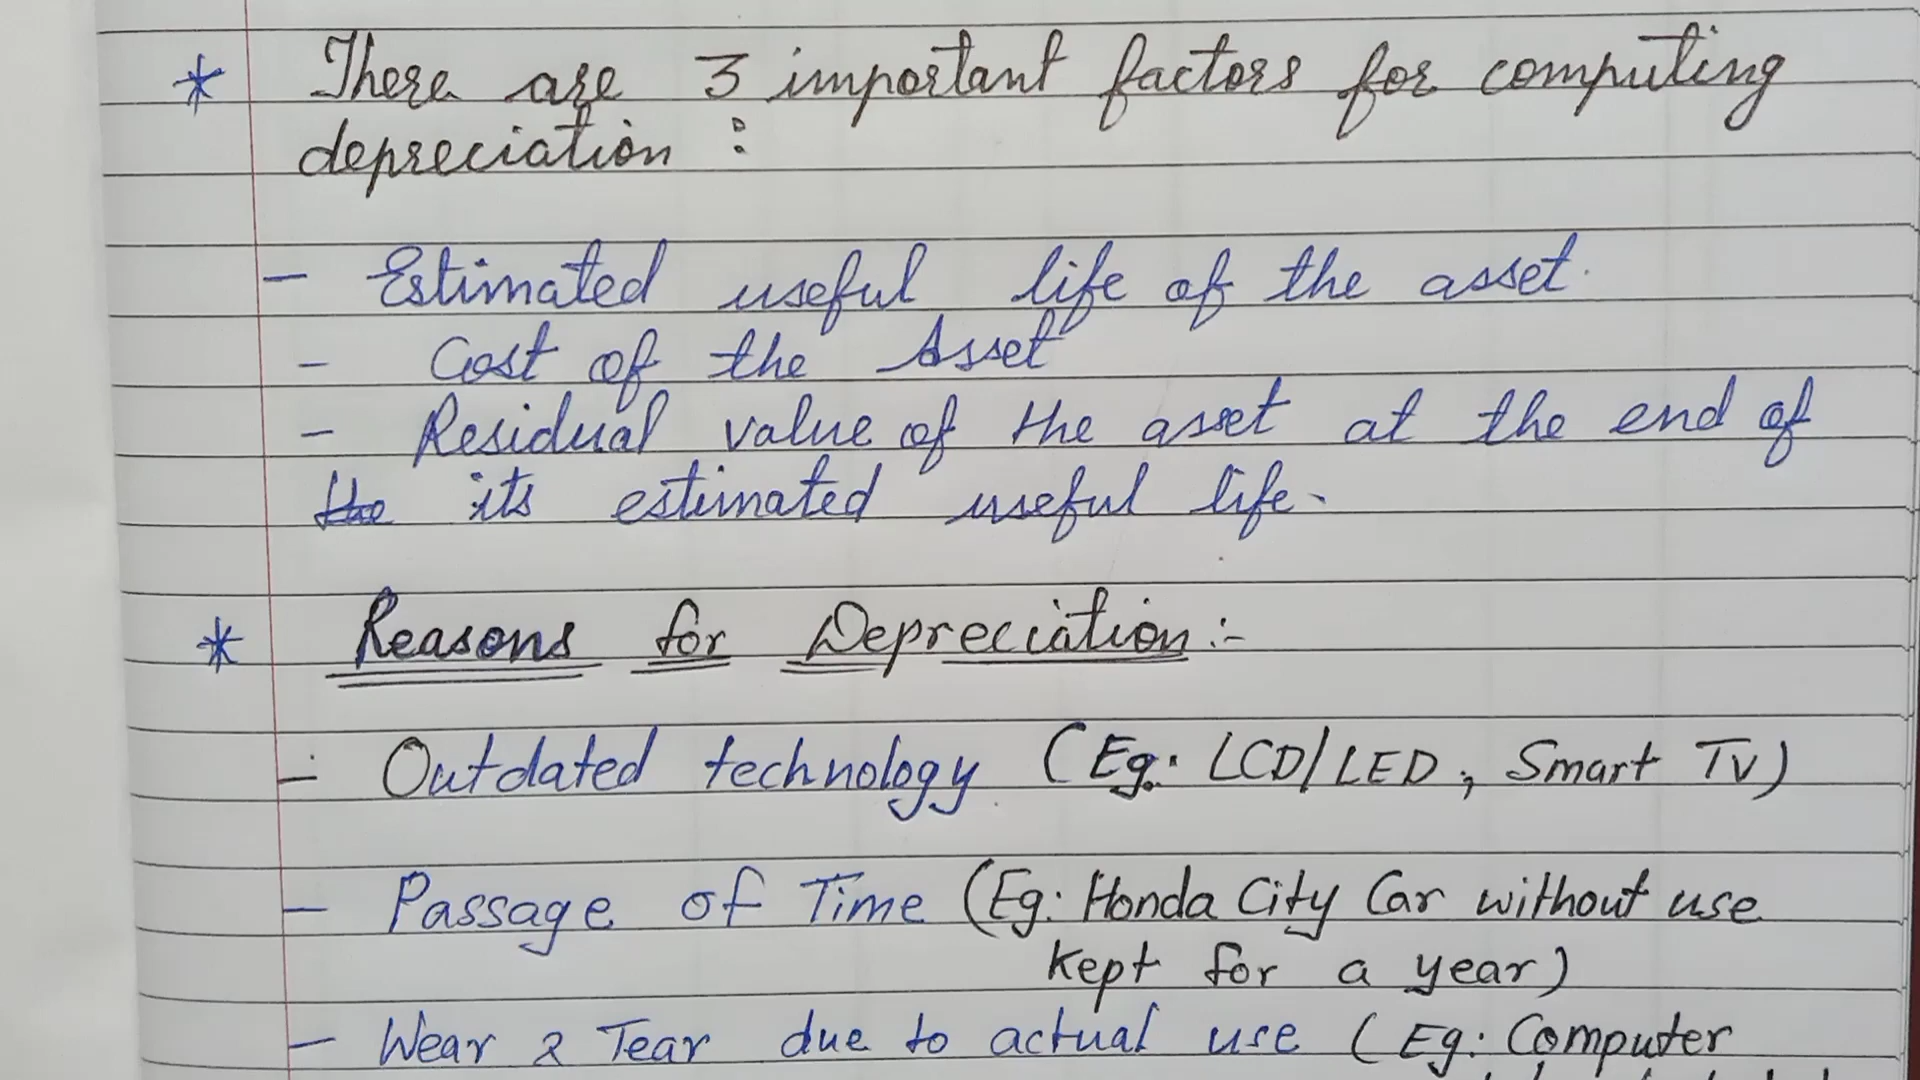 * There are 3 important factors for computing
depreciation :
- Estimated useful life of the asset.
- Cost of the Asset
- Residual value of the asset at the end of
the its estimated useful life.
* Reasons for Depreciation :-
- Outdated technology (Eg: LCD/LED, Smart TV)
- Passage of Time (Eg: Honda City Car without use
kept for a year)
- Wear & Tear due to actual use (Eg: Computer